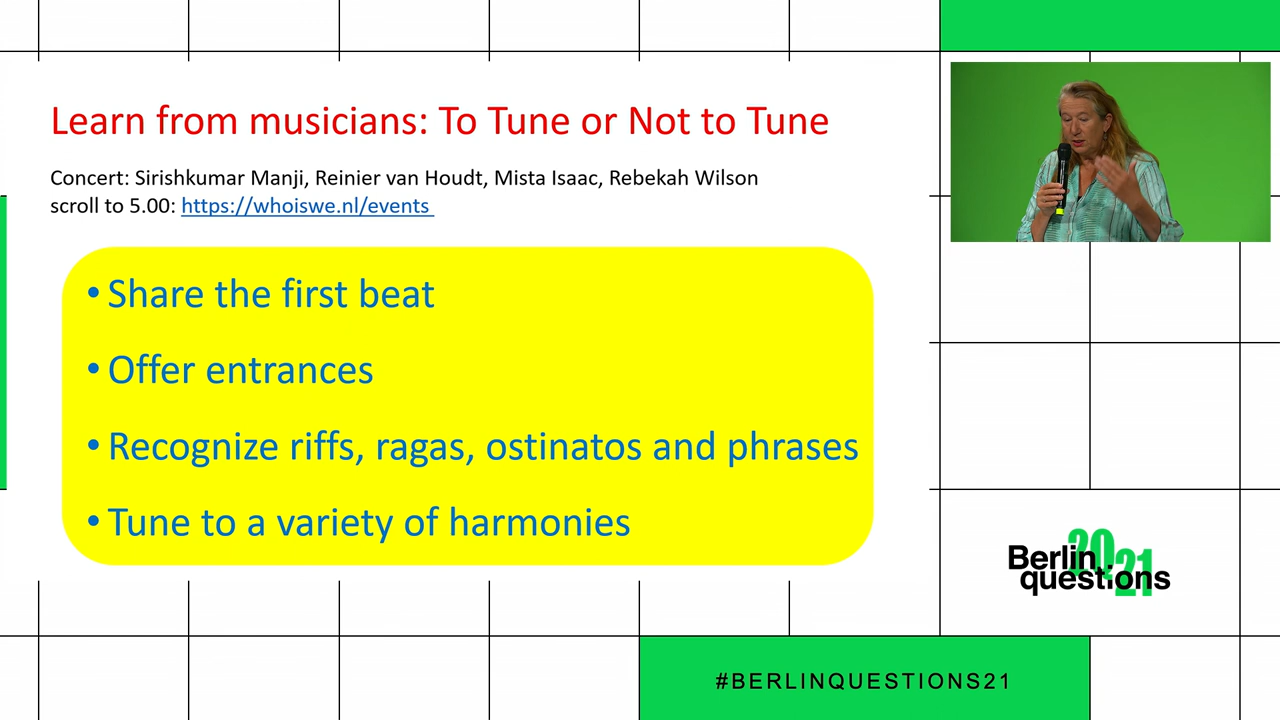 Learn from musicians: To Tune or Not to Tune
Concert: Sirishkumar Manji, Reinier van Houdt, Mista Isaac, Rebekah Wilson
scroll to 5.00: https://whoiswe.nl/events
• Share the first beat
• Offer entrances
• Recognize riffs, ragas, ostinatos and phrases
• Tune to a variety of harmonies
2021
Berlin
questions
#BERLINQUESTIONS21